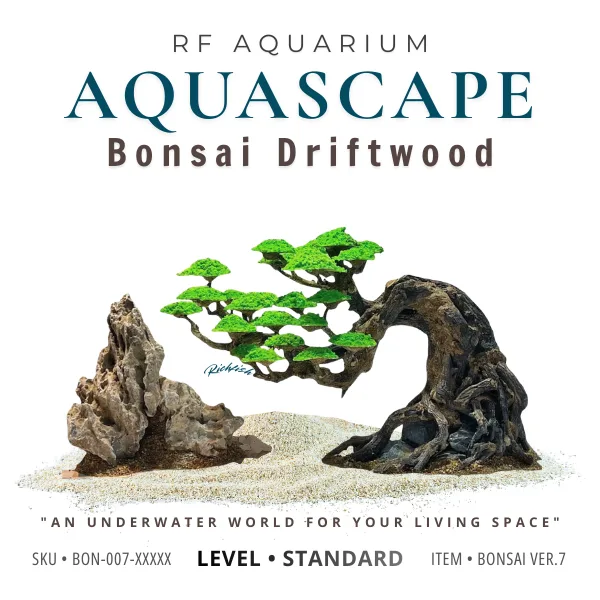 RF AQUARIUM
AQUASCAPE
Bonsai Driftwood
Richfish
"AN UNDERWATER WORLD FOR YOUR LIVING SPACE"
SKU • BON-007-XXXXX LEVEL • STANDARD ITEM • BONSAI VER.7